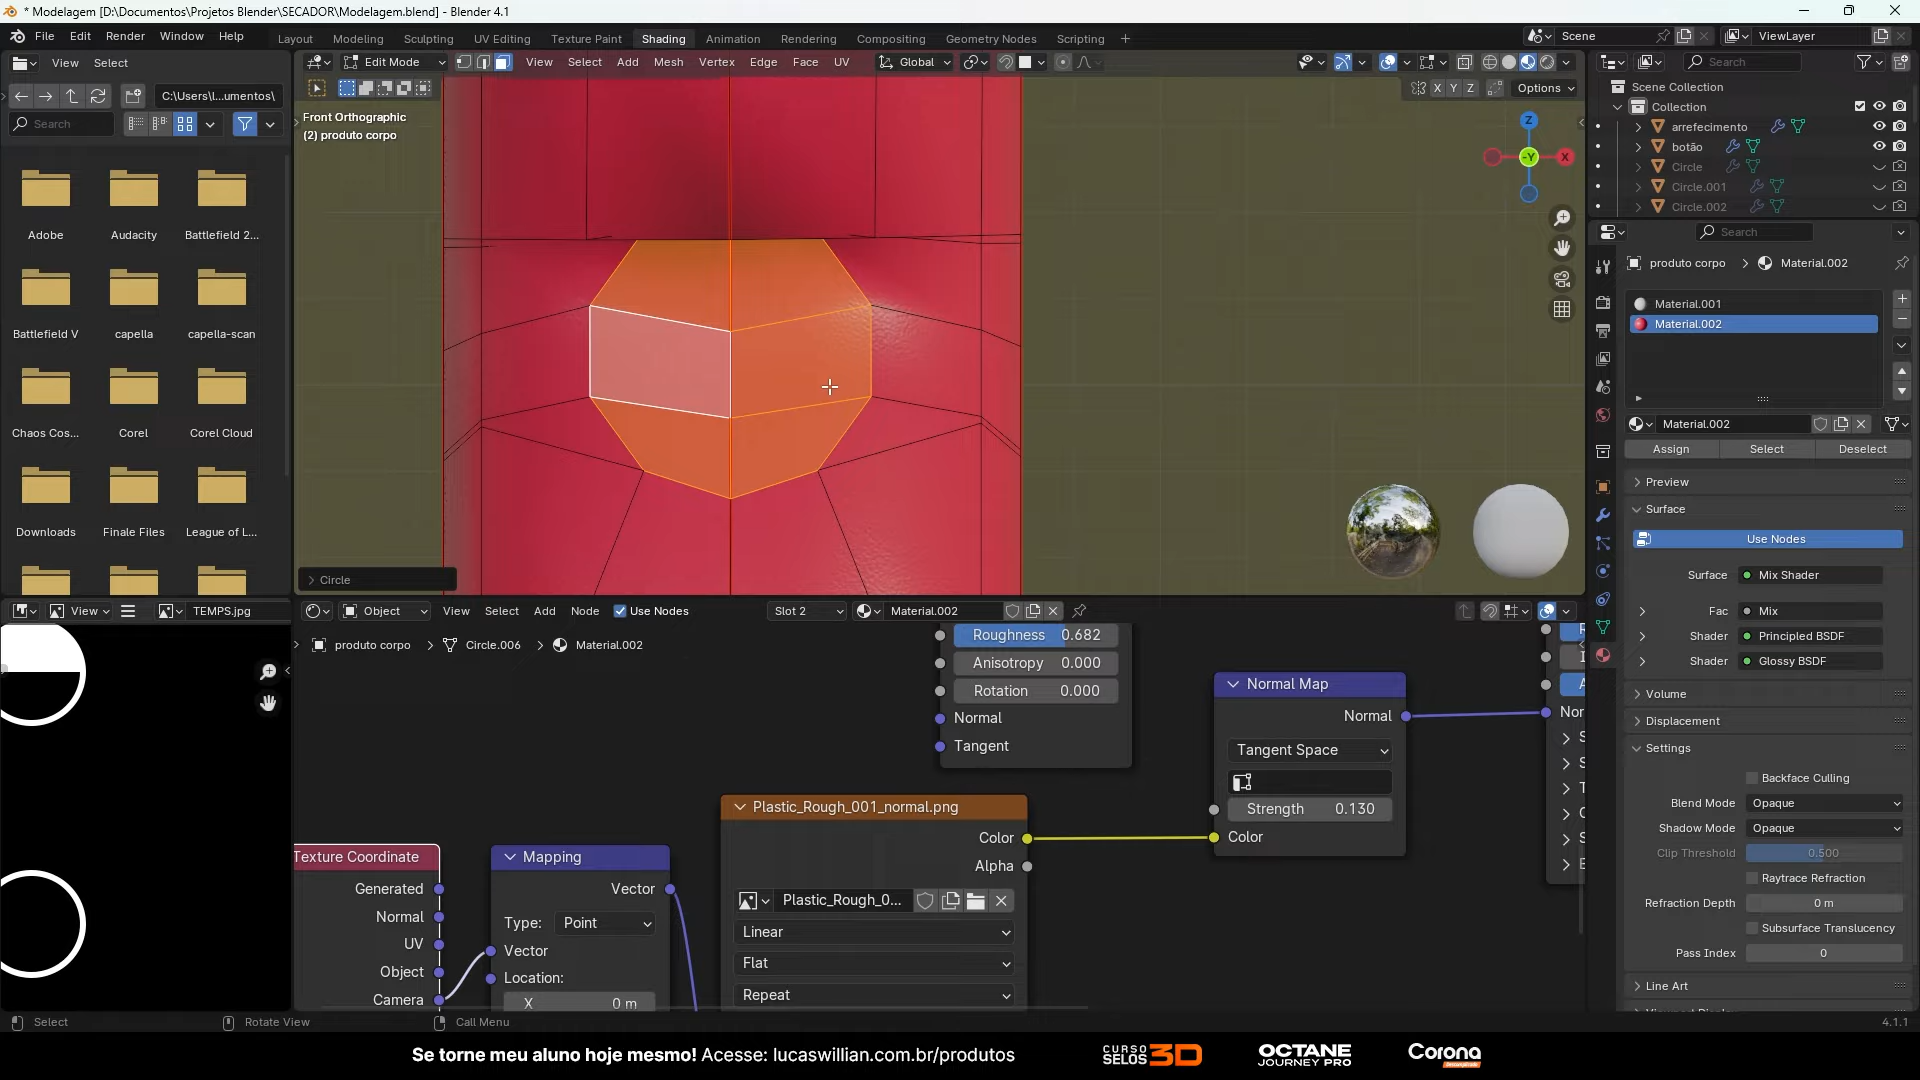 * Modelagem [D:\Documentos\Projetos Blender\SECADOR\Modelagem.blend] - Blender 4.1
File Edit Render Window Help Layout Modeling Sculpting UV Editing Texture Paint Shading Animation Rendering Compositing Geometry Nodes Scripting + Scene ViewLayer
View Select
Edit Mode View Select Add Mesh Vertex Edge Face UV Global
Search
C:\Users\l...umentos\
X Y Z Options
Search
Front Orthographic
(2) produto corpo
Z
-Y
X
Adobe
Audacity
Battlefield 2...
Battlefield V
capella
capella-scan
Chaos Cos...
Corel
Corel Cloud
Downloads
Finale Files
League of L...
Circle
Scene Collection
Collection
arrefecimento
botão
Circle
Circle.001
Circle.002
Search
produto corpo > Material.002
Material.001
Material.002
Material.002
Assign Select Deselect
Preview
Surface
Use Nodes
Surface Mix Shader
Fac Mix
Shader Principled BSDF
Shader Glossy BSDF
Volume
Displacement
Settings
Backface Culling
Blend Mode Opaque
Shadow Mode Opaque
Clip Threshold 0.500
Raytrace Refraction
Refraction Depth 0 m
Subsurface Translucency
Pass Index 0
Line Art
View TEMPS.jpg
Object View Select Add Node Use Nodes Slot 2 Material.002
produto corpo > Circle.006 > Material.002
Roughness 0.682
Anisotropy 0.000
Rotation 0.000
Normal
Tangent
Normal Map
Normal
Tangent Space
Strength 0.130
Color
Nor
Plastic_Rough_001_normal.png
Color
Alpha
Plastic_Rough_0...
Linear
Flat
Repeat
Texture Coordinate
Generated
Normal
UV
Object
Camera
Mapping
Vector
Type: Point
Vector
Location:
X 0 m
Select Rotate View Call Menu 4.1.1
Se torne meu aluno hoje mesmo! Acesse: lucaswillian.com.br/produtos
CURSO SELOS 3D
OCTANE JOURNEY PRO
Corona